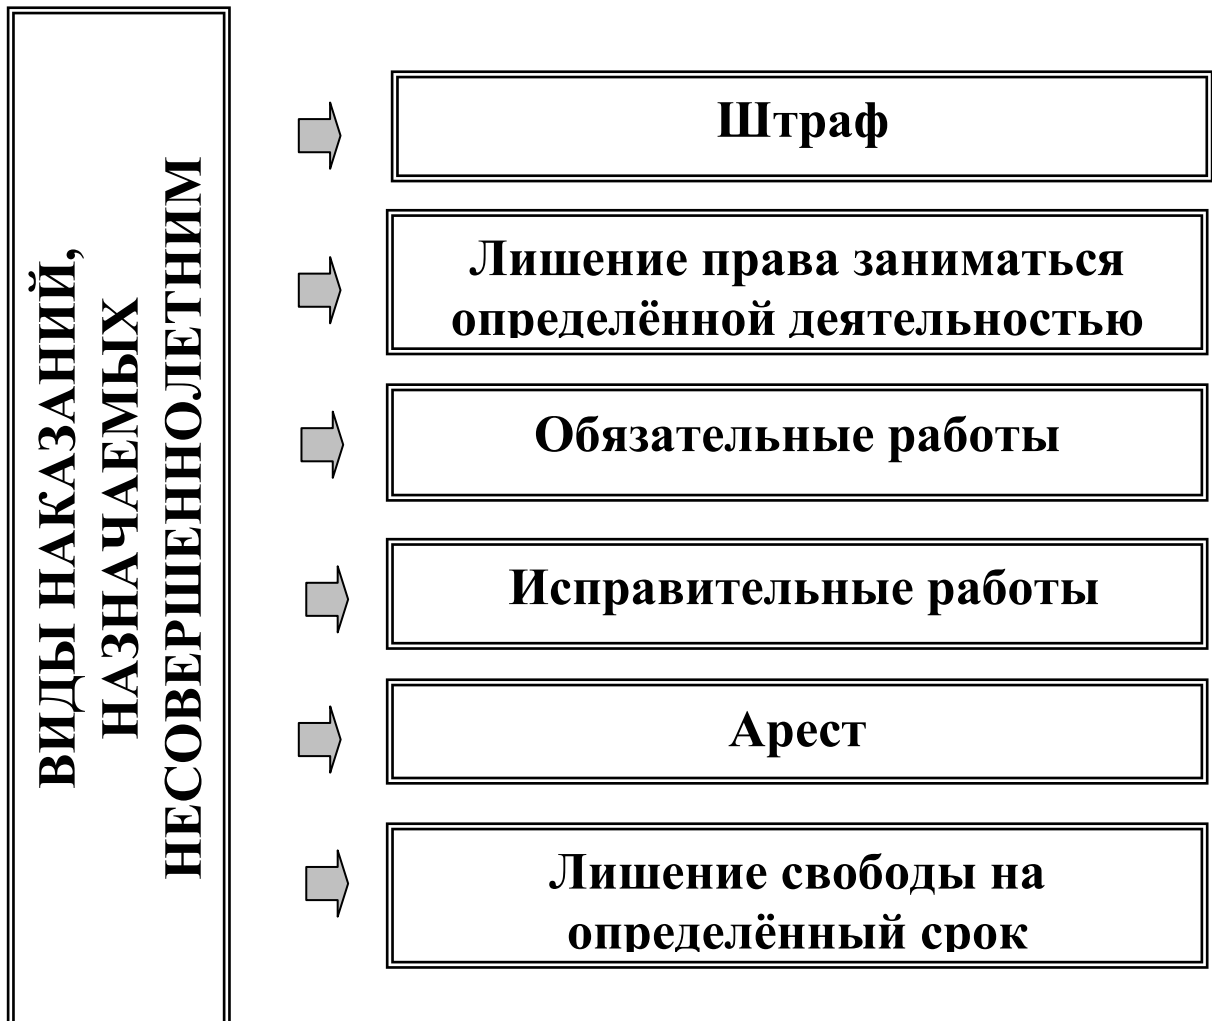 ВИДЫ НАКАЗАНИЙ,
НАЗНАЧАЕМЫХ
НЕСОВЕРШЕННОЛЕТНИМ
Штраф
Лишение права заниматься
определённой деятельностью
Обязательные работы
Исправительные работы
Арест
Лишение свободы на
определённый срок